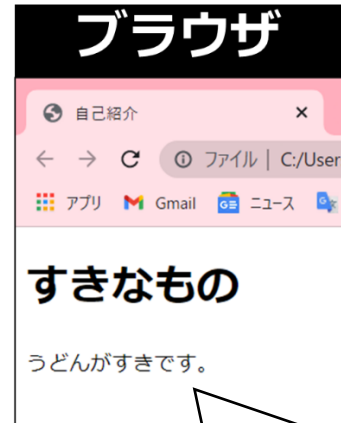 ブラウザ
自己紹介 ×
ファイル | C:/User
アプリ Gmail GE ニュース
すきなもの
うどんがすきです。